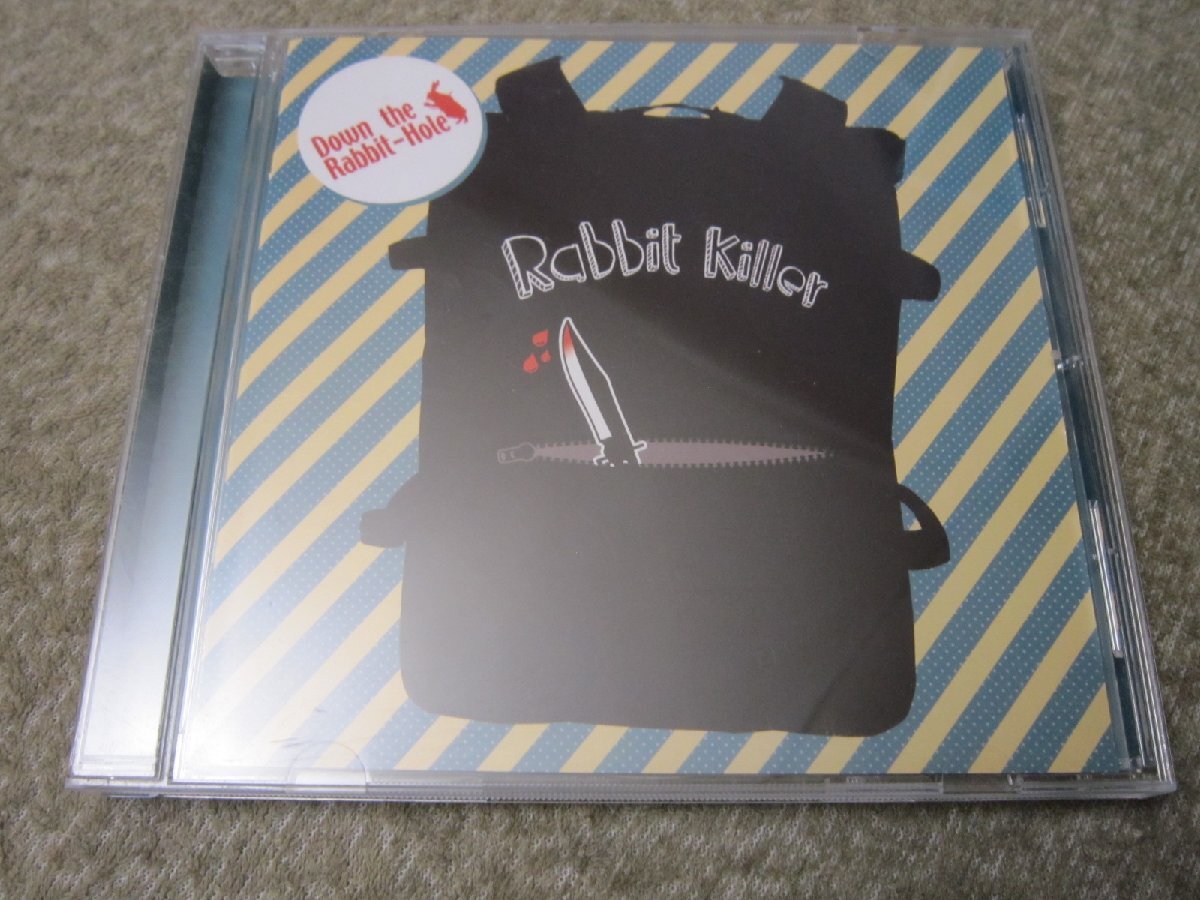 Down the
Rabbit-Hole
Rabbit Killer